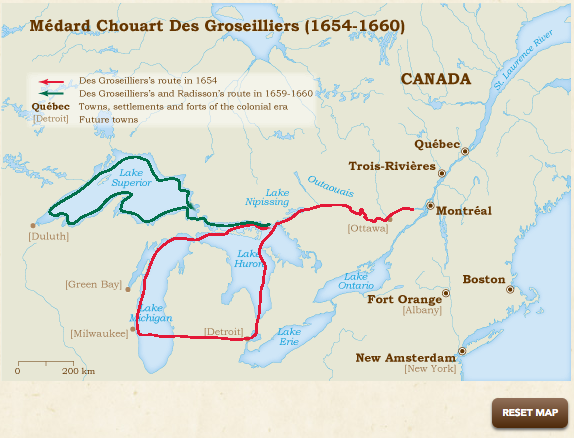 Médard Chouart Des Groseilliers (1654-1660)
Des Groseilliers's route in 1654
Des Groseilliers's and Radisson's route in 1659-1660
Québec Towns, settlements and forts of the colonial era
[Detroit] Future towns
CANADA
St. Lawrence River
Québec
Trois-Rivières
Lake
Superior
Outaouais
Lake
Nipissing
Montréal
[Ottawa]
[Duluth]
Lake
Huron
Lake
Ontario
Boston
[Green Bay]
Fort Orange
[Albany]
Lake
Michigan
[Milwaukee]
[Detroit]
Lake
Erie
New Amsterdam
[New York]
0 200 km
RESET MAP